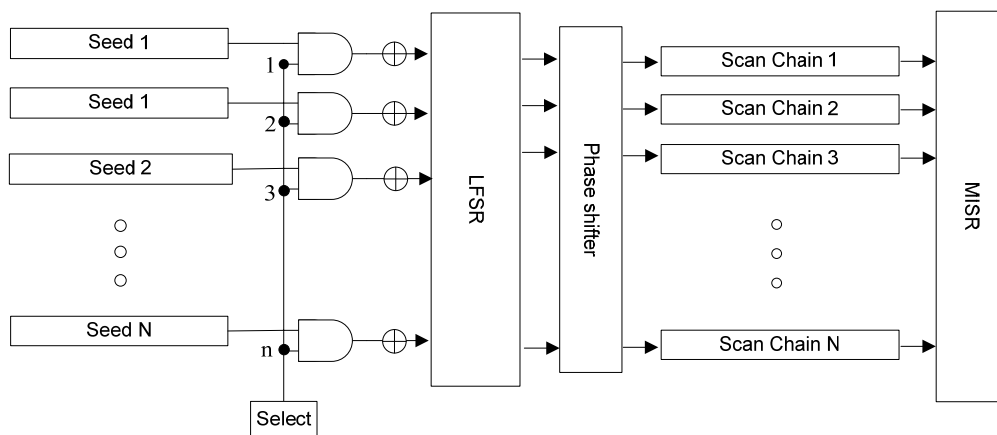 Seed 1
Seed 1
Seed 2
Seed N
1
2
3
n
Select
LFSR
Phase shifter
Scan Chain 1
Scan Chain 2
Scan Chain 3
Scan Chain N
MISR